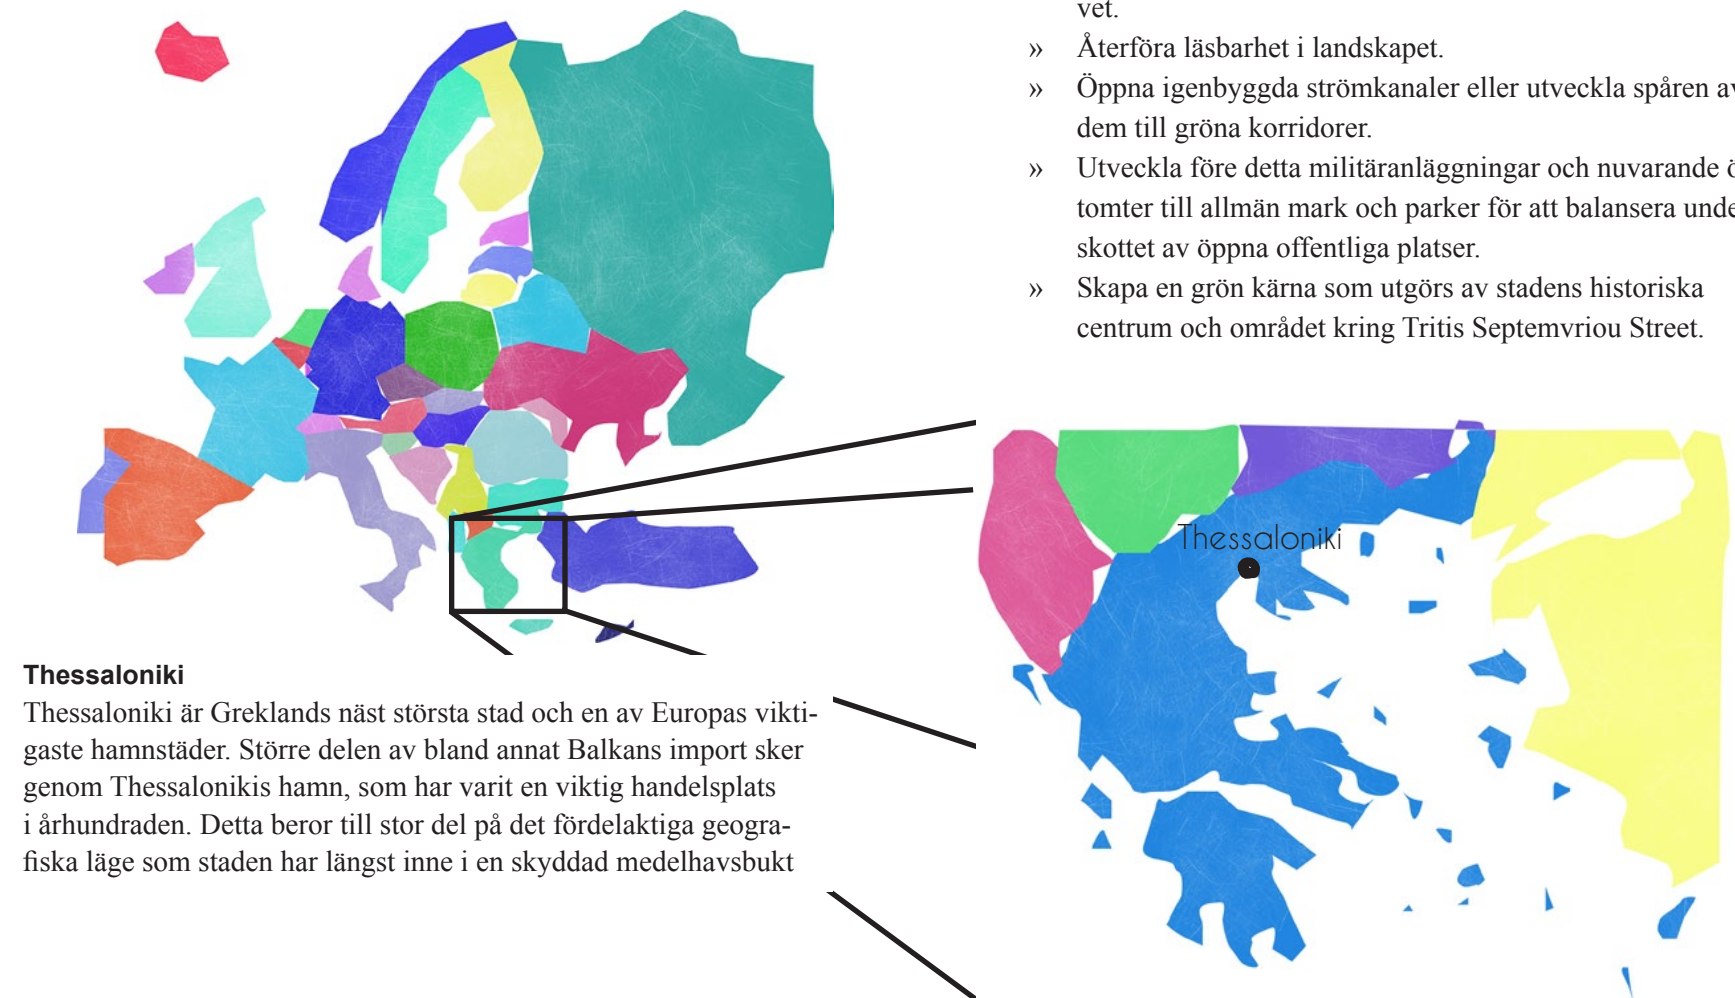 vet.
» Återföra läsbarhet i landskapet.
» Öppna igenbyggda strömkanaler eller utveckla spåren av
dem till gröna korridorer.
» Utveckla före detta militäranläggningar och nuvarande
tomter till allmän mark och parker för att balansera
skottet av öppna offentliga platser.
» Skapa en grön kärna som utgörs av stadens historiska
centrum och området kring Tritis Septemvriou Street.
Thessaloniki
Thessaloniki
Thessaloniki är Greklands näst största stad och en av Europas vikti-
gaste hamnstäder. Större delen av bland annat Balkans import sker
genom Thessalonikis hamn, som har varit en viktig handelsplats
i århundraden. Detta beror till stor del på det fördelaktiga geogra-
fiska läge som staden har längst inne i en skyddad medelhavsbukt